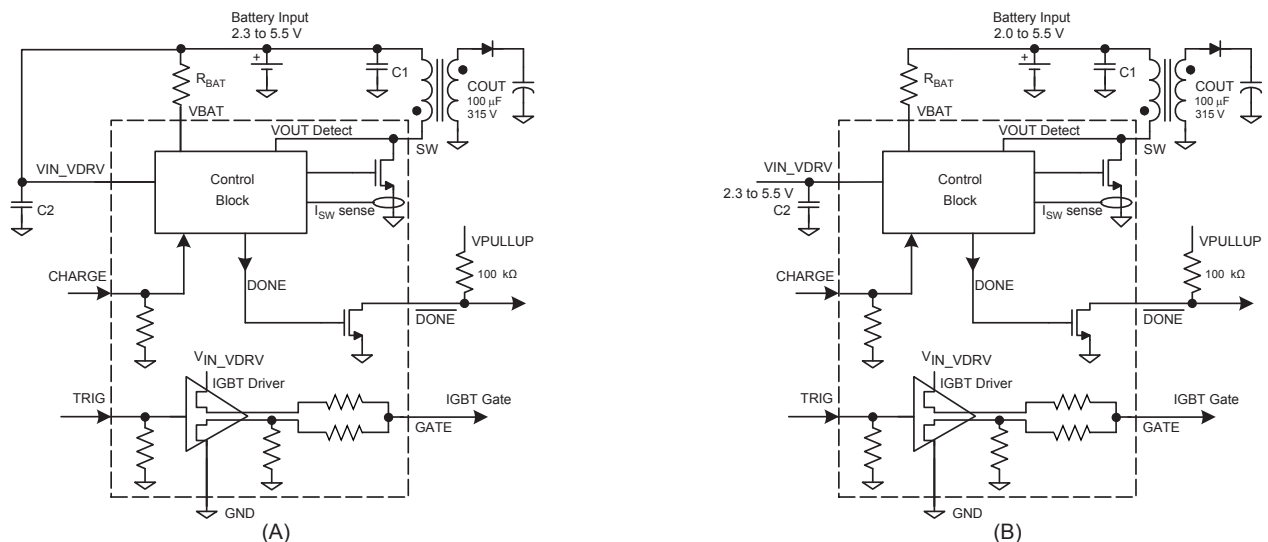 Battery Input
2.3 to 5.5 V
+
C1
RBAT
VBAT
COUT
100 μF
315 V
VOUT Detect
SW
VIN_VDRV
Control
Block
C2
ISW sense
VPULLUP
100 kΩ
CHARGE
DONE
DONE
VIN_VDRV
IGBT Driver
TRIG
IGBT Gate
GATE
GND
(A)
Battery Input
2.0 to 5.5 V
+
C1
RBAT
VBAT
COUT
100 μF
315 V
VOUT Detect
SW
VIN_VDRV
2.3 to 5.5 V
Control
Block
C2
ISW sense
VPULLUP
100 kΩ
CHARGE
DONE
DONE
VIN_VDRV
IGBT Driver
TRIG
IGBT Gate
GATE
GND
(B)